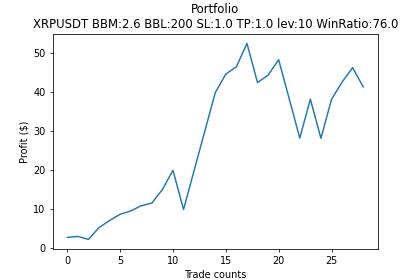 Portfolio
XRPUSDT BBM:2.6 BBL:200 SL:1.0 TP:1.0 lev:10 WinRatio:76.0
50
40
30
20
10
0
Profit ($)
0 5 10 15 20 25
Trade counts